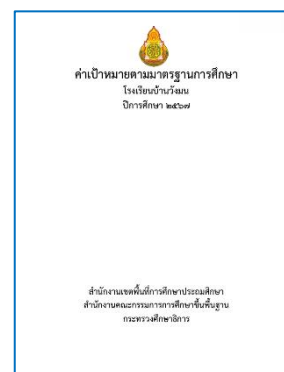 ค่าเป้าหมายตามมาตรฐานการศึกษา
โรงเรียนบ้านวังมน
ปีการศึกษา ๒๕๖๗
สำนักงานเขตพื้นที่การศึกษาประถมศึกษา
สำนักงานคณะกรรมการการศึกษาขั้นพื้นฐาน
กระทรวงศึกษาธิการ